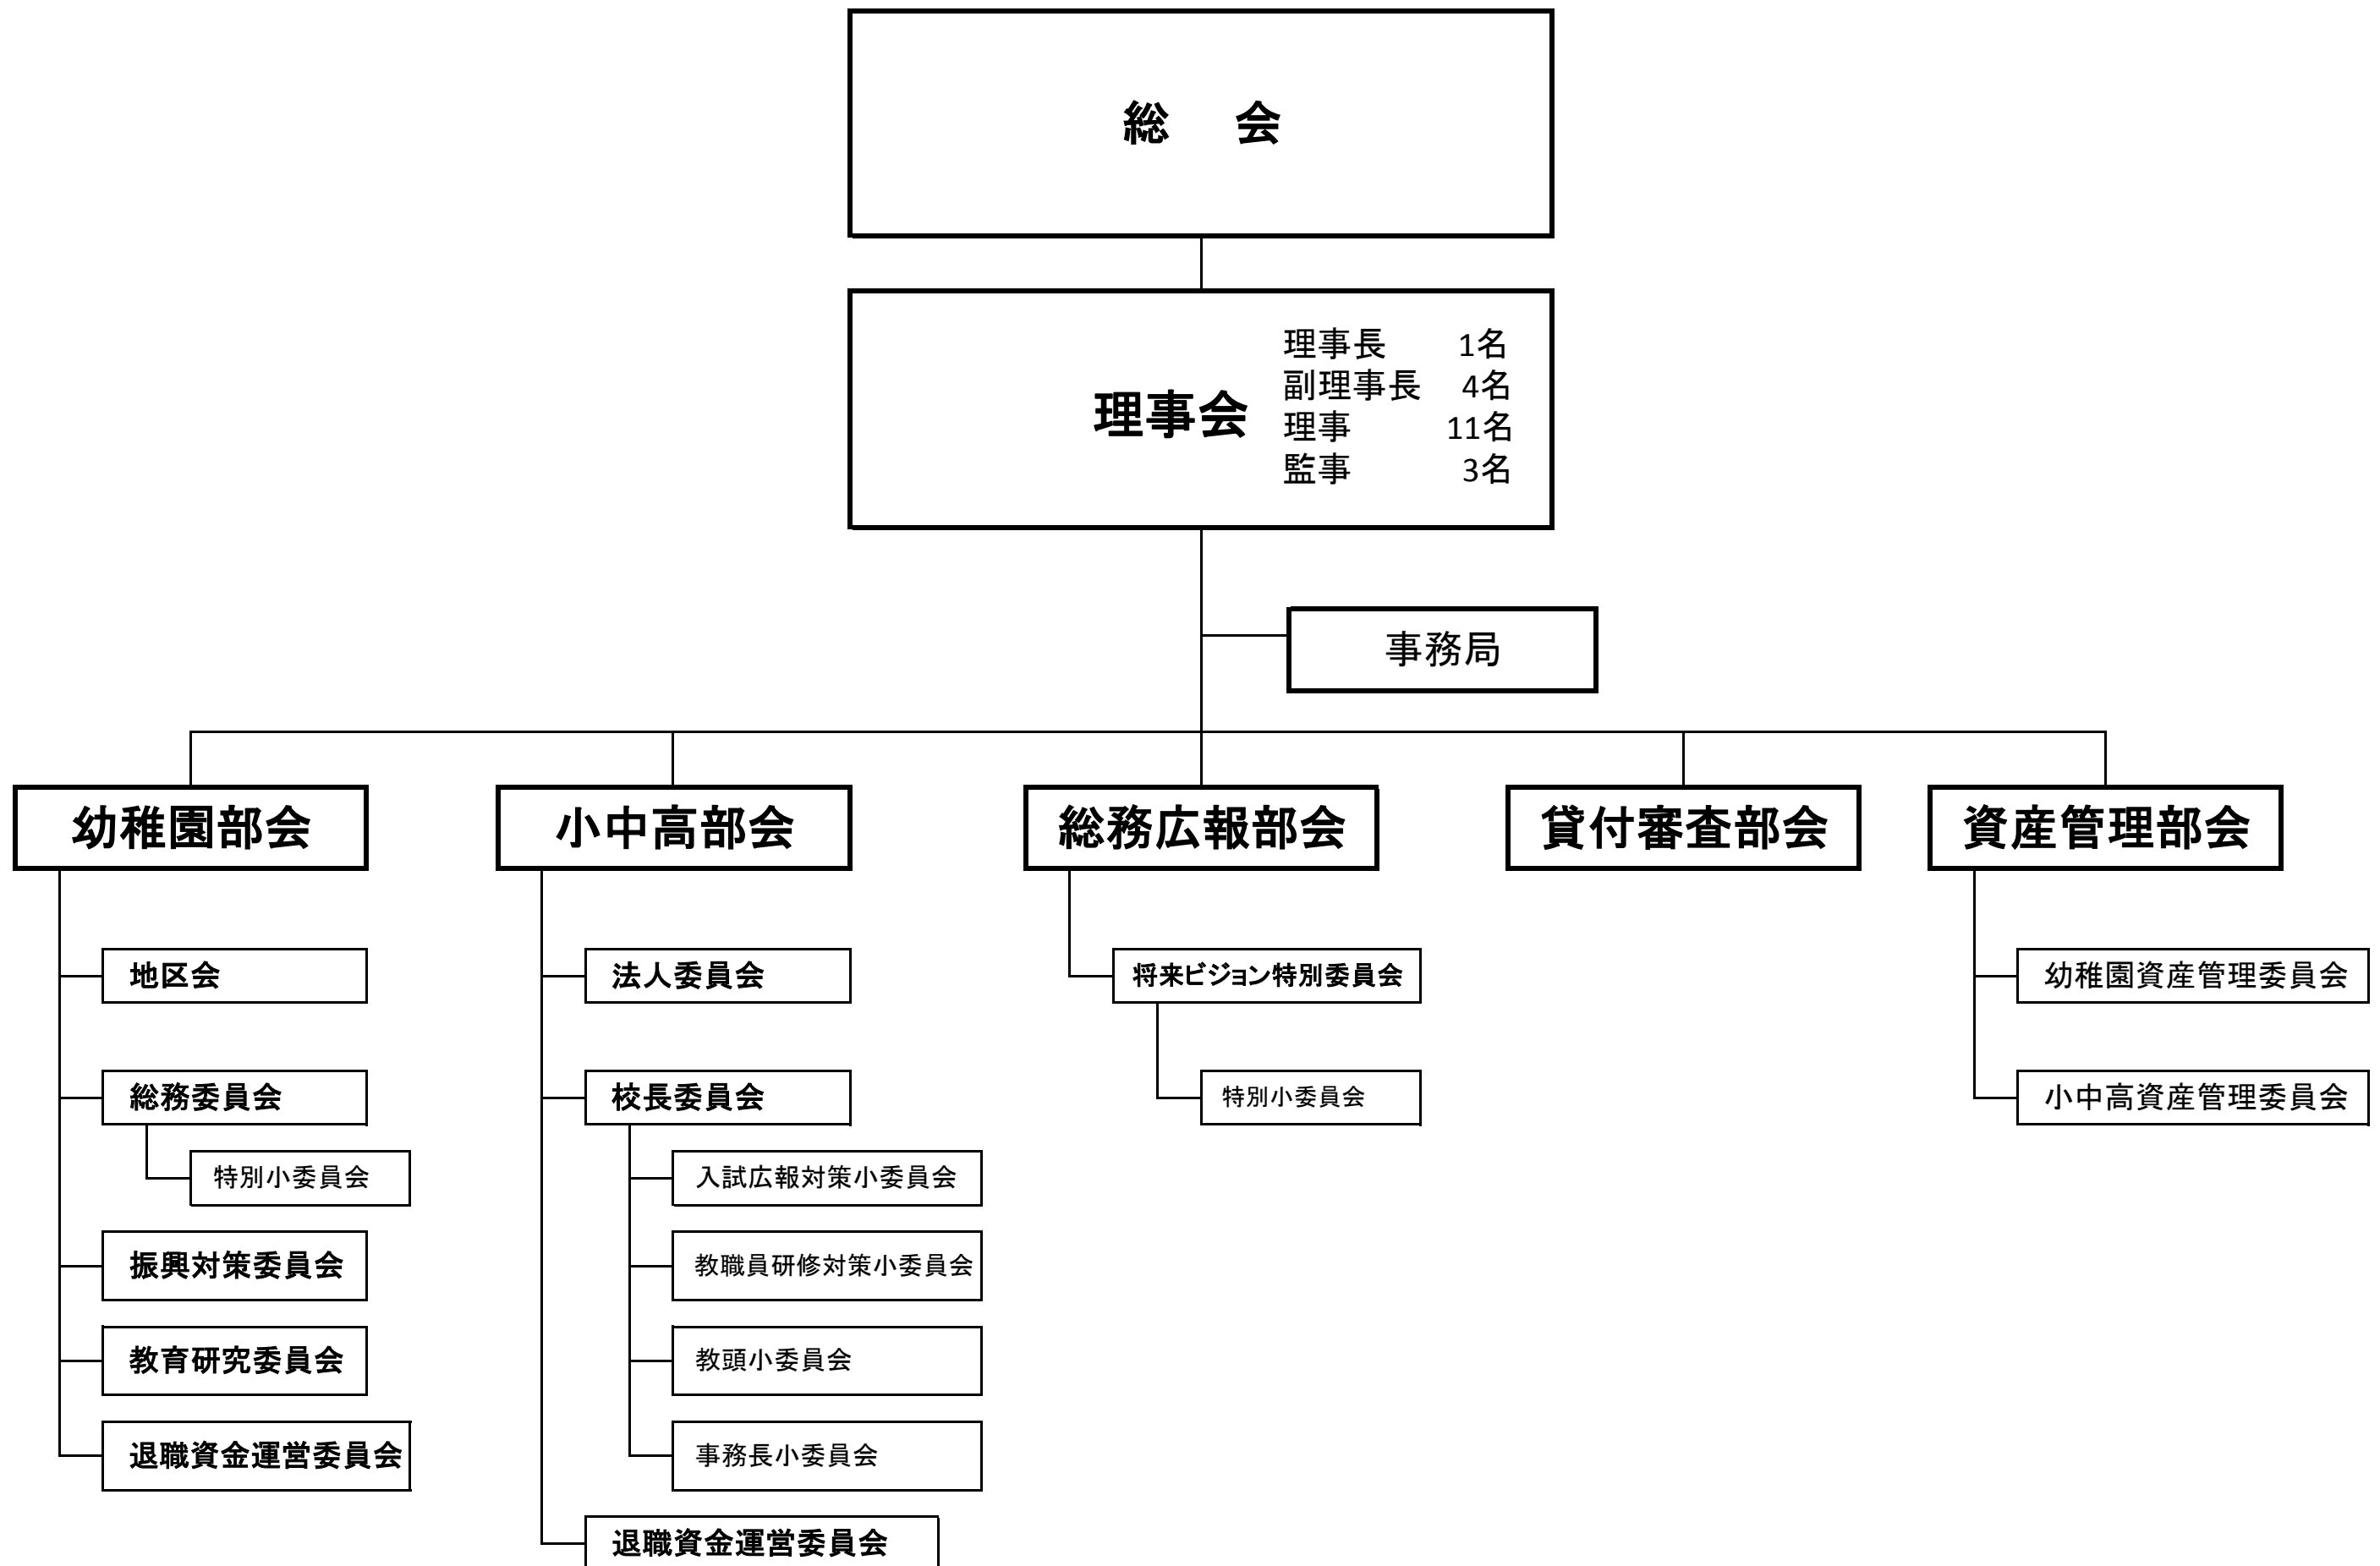 総　会
理事会
理事長　1名
副理事長　4名
理事　11名
監事　3名
事務局
幼稚園部会
小中高部会
総務広報部会
貸付審査部会
資産管理部会
地区会
法人委員会
将来ビジョン特別委員会
幼稚園資産管理委員会
総務委員会
校長委員会
特別小委員会
小中高資産管理委員会
特別小委員会
入試広報対策小委員会
振興対策委員会
教職員研修対策小委員会
教育研究委員会
教頭小委員会
退職資金運営委員会
事務長小委員会
退職資金運営委員会